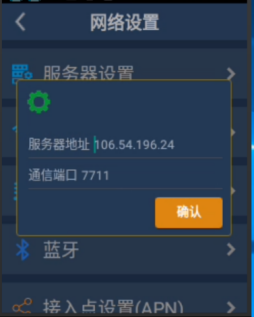 网络设置
服务器设置
服务器地址 106.54.196.24
通信端口 7711
确认
蓝牙
接入点设置(APN)